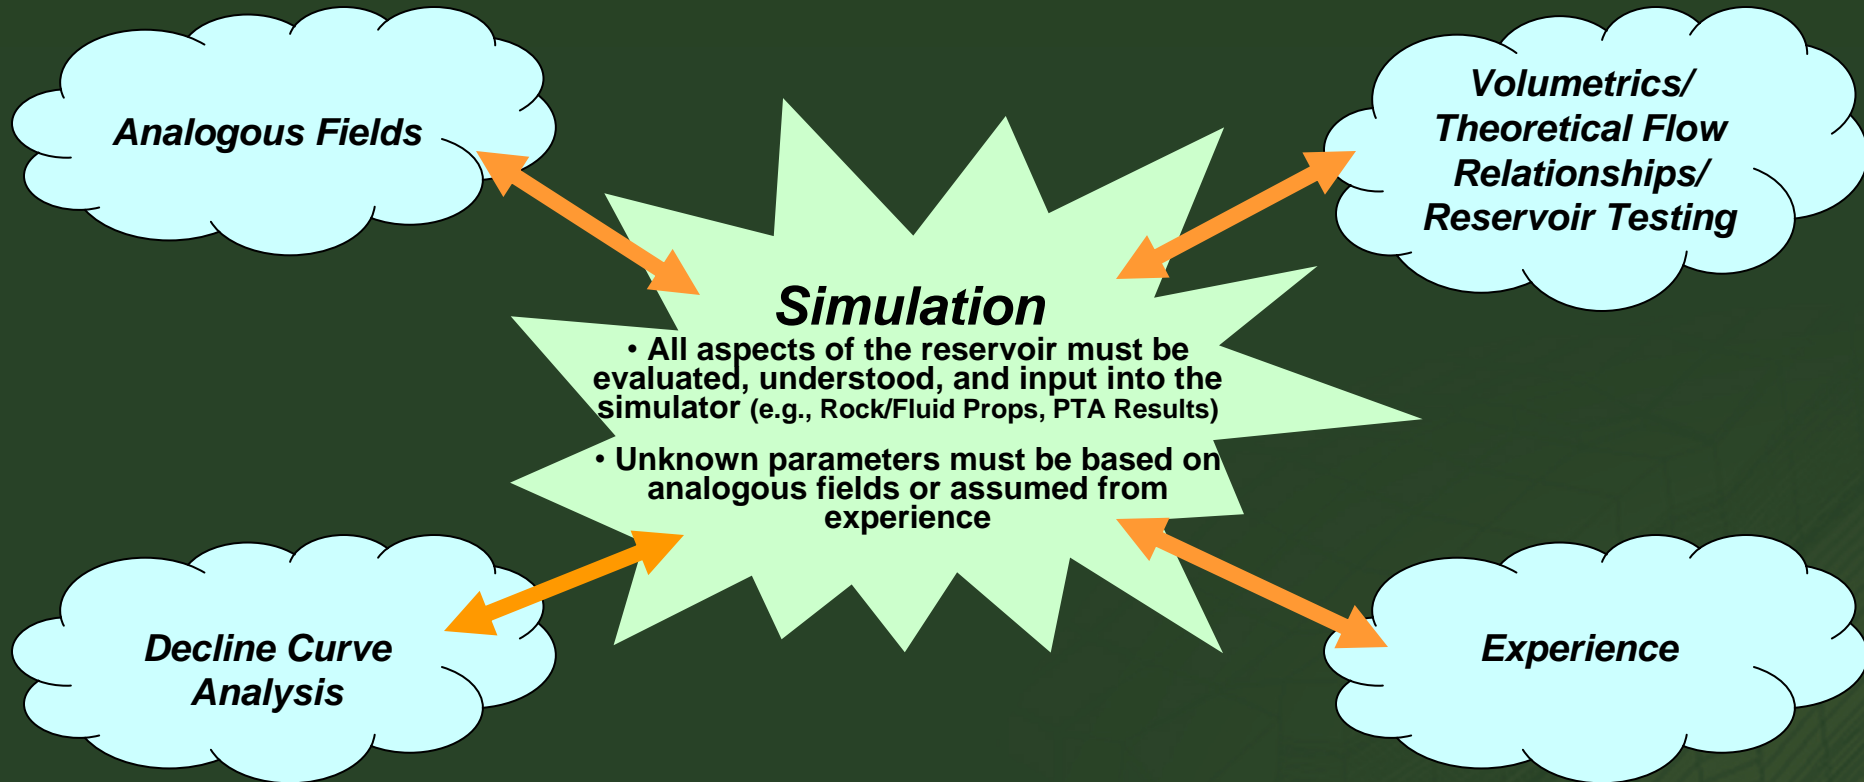 Analogous Fields
Volumetrics/
Theoretical Flow
Relationships/
Reservoir Testing
Simulation
• All aspects of the reservoir must be
evaluated, understood, and input into the
simulator (e.g., Rock/Fluid Props, PTA Results)
• Unknown parameters must be based on
analogous fields or assumed from
experience
Decline Curve
Analysis
Experience